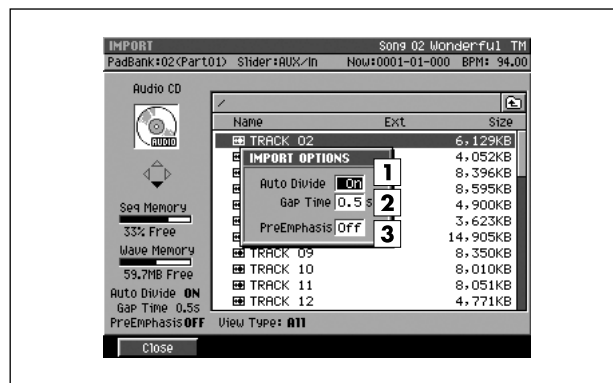 IMPORT Song 02 Wonderful TM
PadBank:02(Part01) Slider:AUX/In Now:0001-01-000 BPM: 94.00
Audio CD
AUDIO
/
Name Ext Size
TRACK 02 6,129KB
4,052KB
8,396KB
8,595KB
4,900KB
3,623KB
14,905KB
TRACK 09 8,350KB
TRACK 10 8,010KB
TRACK 11 8,051KB
TRACK 12 4,771KB
IMPORT OPTIONS
Auto Divide On 1
Gap Time 0.5 s 2
PreEmphasis Off 3
Seq Memory
33% Free
Wave Memory
59.7MB Free
Auto Divide ON
Gap Time 0.5s
PreEmphasis OFF View Type: All
Close